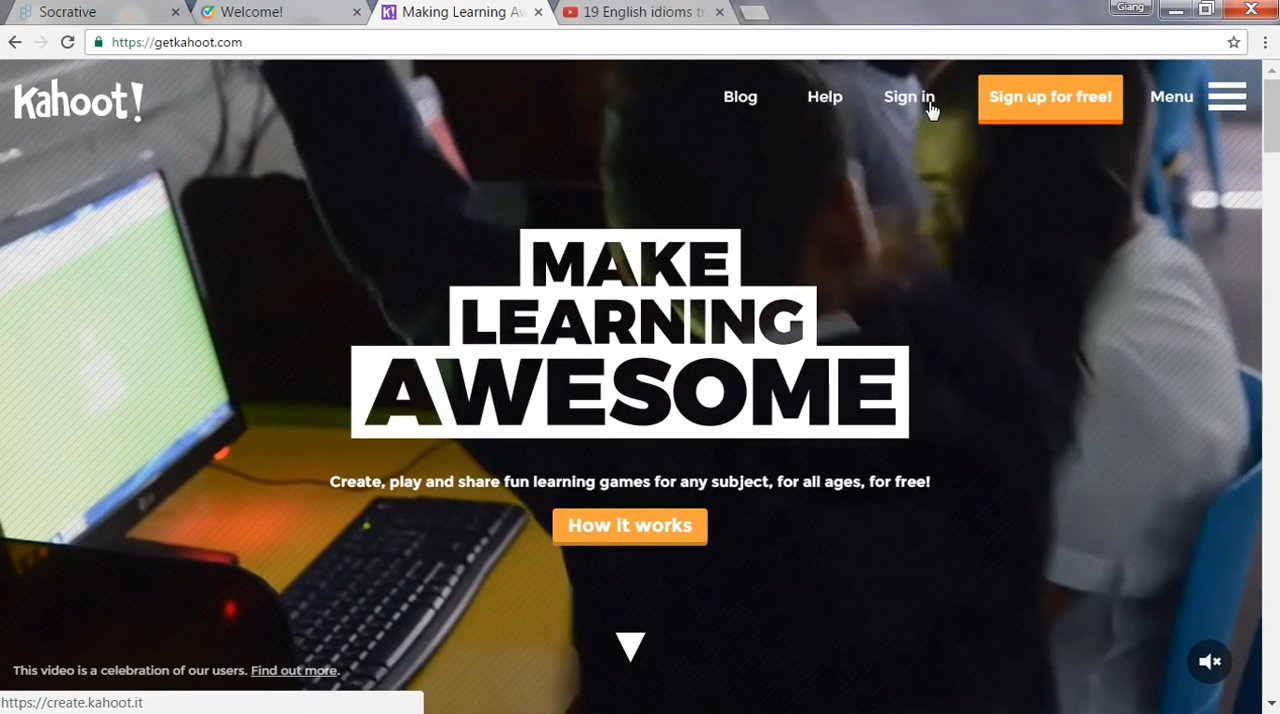 Socrative
Welcome!
Making Learning Aw
19 English idioms tr
Giang
https://getkahoot.com
Kahoot!
Blog
Help
Sign in
Sign up for free!
Menu
MAKE
LEARNING
AWESOME
Create, play and share fun learning games for any subject, for all ages, for free!
How it works
This video is a celebration of our users. Find out more.
https://create.kahoot.it